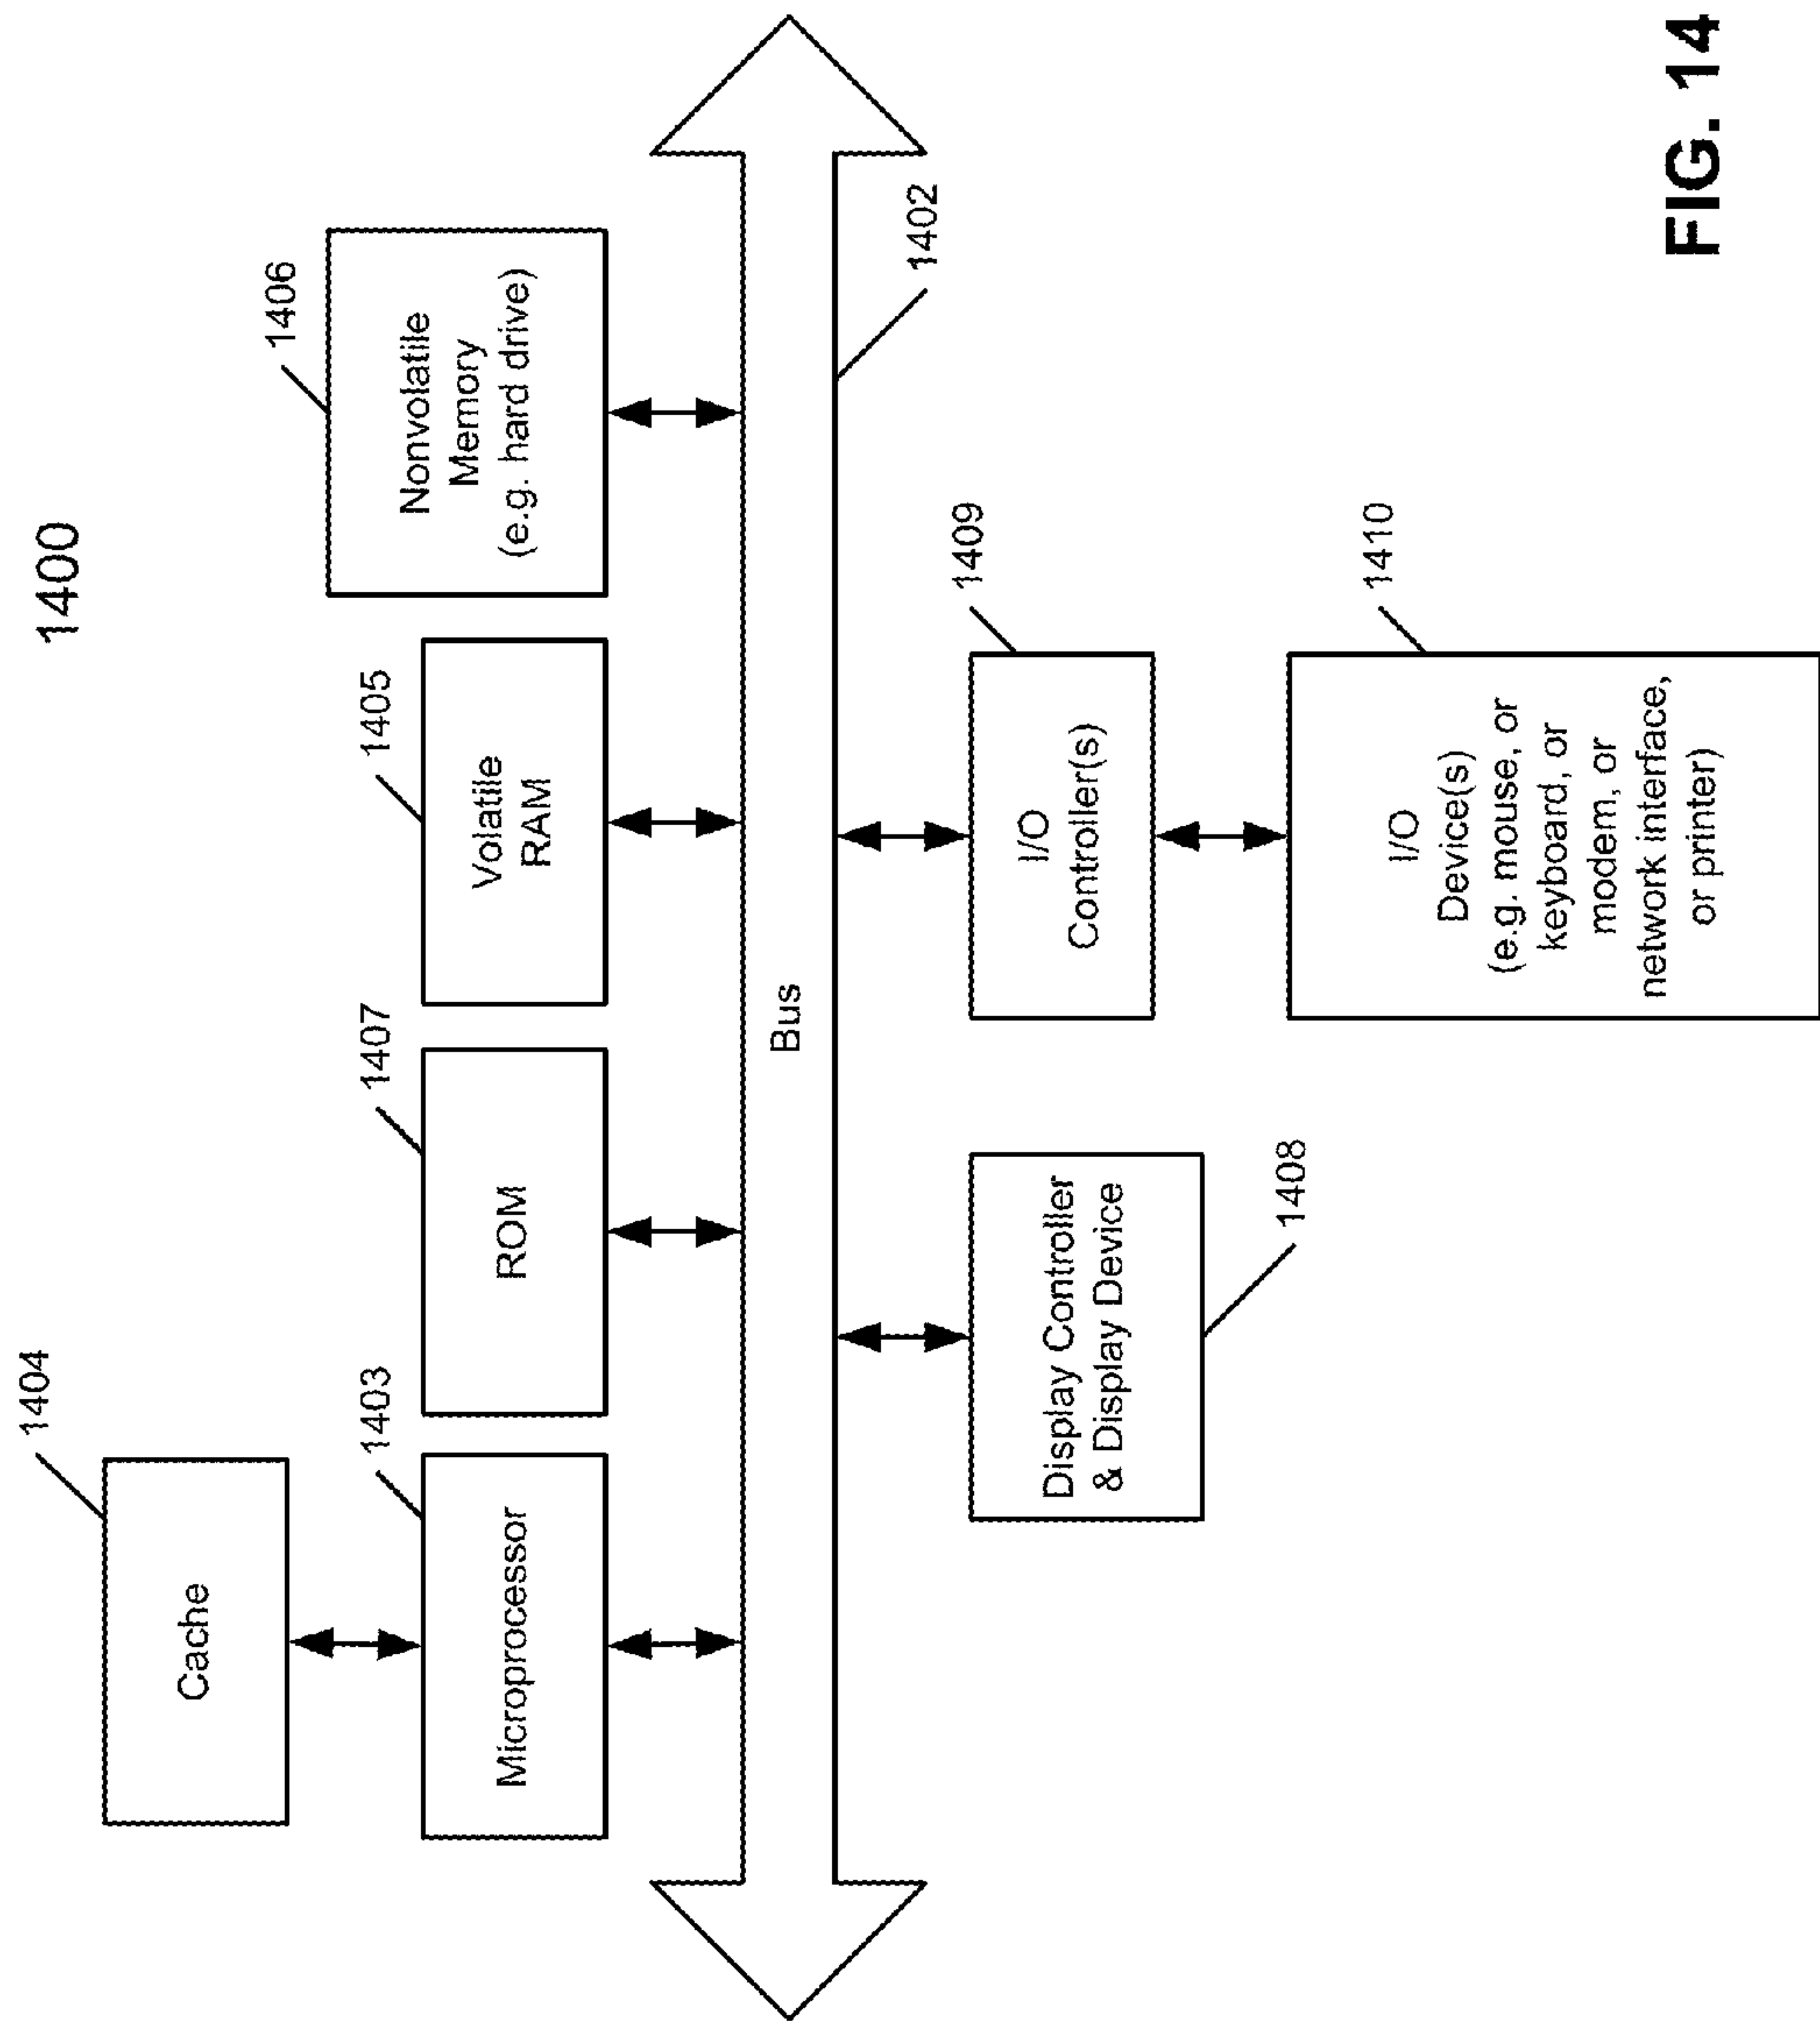 1400
1404
Cache
1403
Microprocessor
1407
ROM
1405
Volatile
RAM
1406
Nonvolatile
Memory
(e.g. hard drive)
Bus
1402
Display Controller
& Display Device
1408
I/O
Controller(s)
1409
I/O
Device(s)
(e.g. mouse, or
keyboard, or
modem, or
network interface,
or printer)
1410
FIG. 14